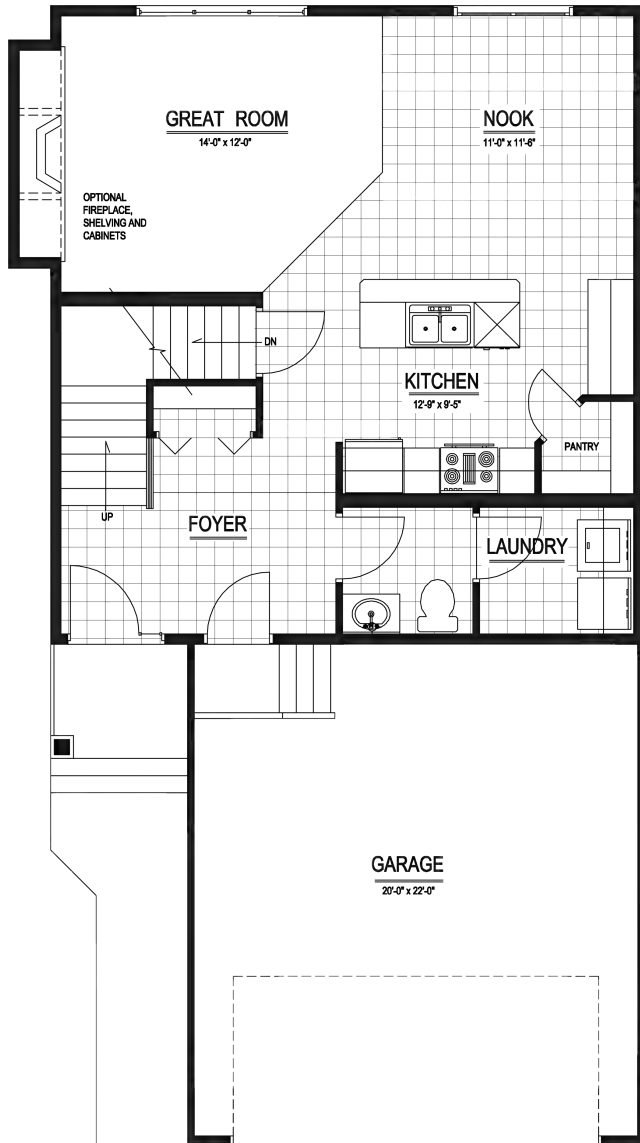 GREAT ROOM
14'-0" x 12'-0"
NOOK
11'-0" x 11'-6"
OPTIONAL
FIREPLACE,
SHELVING AND
CABINETS
DN
KITCHEN
12'-9" x 9'-5"
PANTRY
UP
FOYER
LAUNDRY
GARAGE
20'-0" x 22'-0"